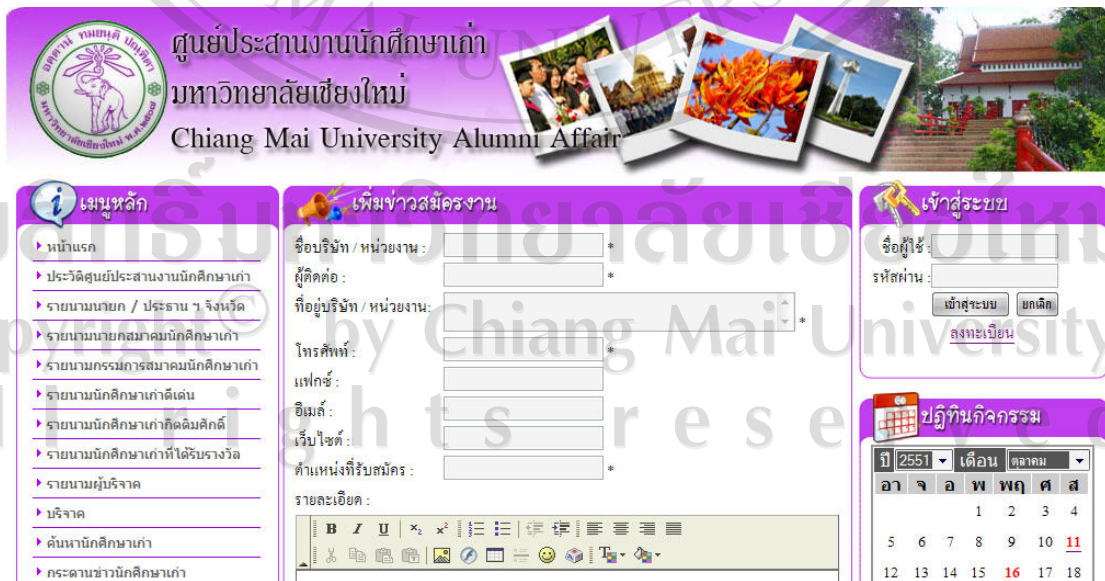 ศูนย์ประสานงานนักศึกษาเก่า
มหาวิทยาลัยเชียงใหม่
Chiang Mai University Alumni Affair
เมนูหลัก
หน้าแรก
ประวัติศูนย์ประสานงานนักศึกษาเก่า
รายนามนายก / ประธาน ฯ จังหวัด
รายนามนายกสมาคมนักศึกษาเก่า
รายนามกรรมการสมาคมนักศึกษาเก่า
รายนามนักศึกษาเก่าดีเด่น
รายนามนักศึกษาเก่ากิตติมศักดิ์
รายนามนักศึกษาเก่าที่ได้รับรางวัล
รายนามผู้บริจาค
บริจาค
ค้นหานักศึกษาเก่า
กระดานข่าวนักศึกษาเก่า
เพิ่มข่าวสมัครงาน
ชื่อบริษัท / หน่วยงาน : *
ผู้ติดต่อ : *
ที่อยู่บริษัท / หน่วยงาน: *
โทรศัพท์ : *
แฟกซ์ :
อีเมล์ :
เว็บไซต์ :
ตำแหน่งที่รับสมัคร : *
รายละเอียด :
B I U x₂ x²
เข้าสู่ระบบ
ชื่อผู้ใช้ :
รหัสผ่าน :
เข้าสู่ระบบ ยกเลิก
ลงทะเบียน
ปฏิทินกิจกรรม
ปี 2551 เดือน ตุลาคม
อา จ อ พ พฤ ศ ส
1 2 3 4
5 6 7 8 9 10 11
12 13 14 15 16 17 18
Copyright© by Chiang Mai University
All rights reserved